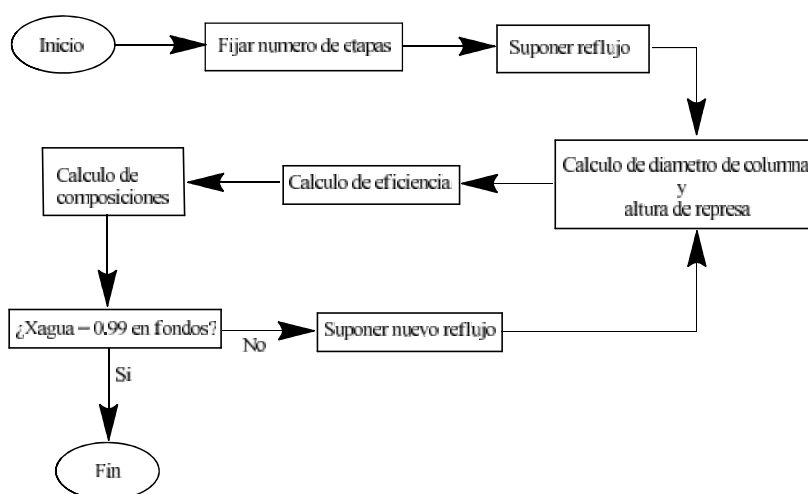 Inicio
Fijar numero de etapas
Suponer reflujo
Calculo de diametro de columna
y
altura de represa
Calculo de eficiencia
Calculo de
composiciones
¿Xagua = 0.99 en fondos?
No
Suponer nuevo reflujo
Si
Fin